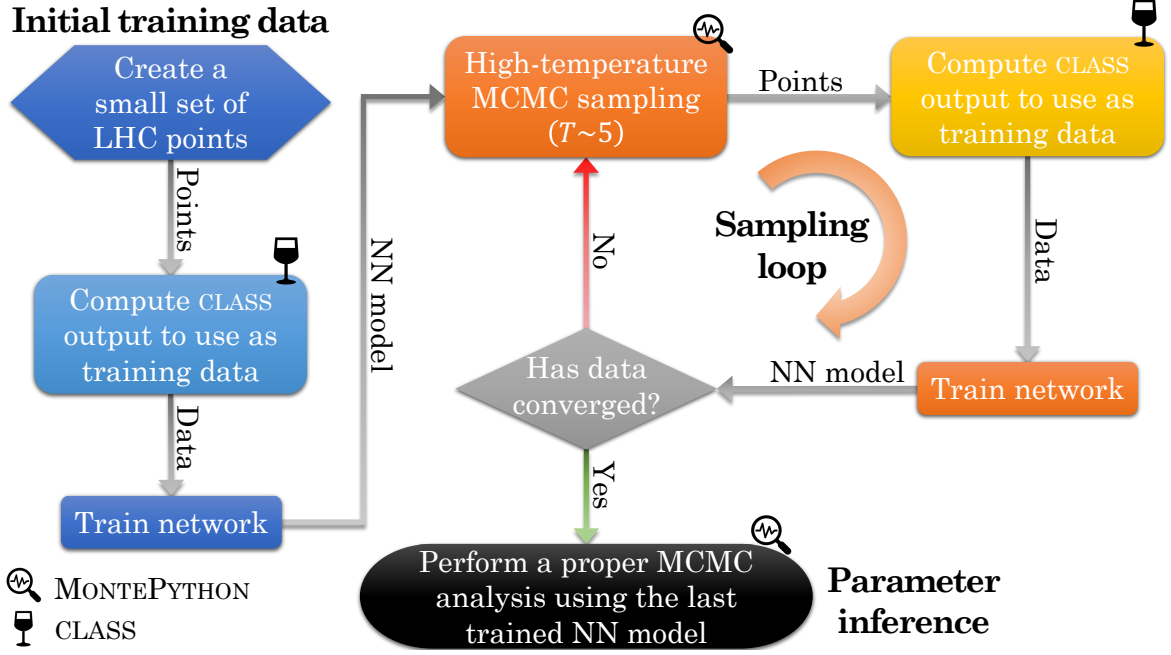 Initial training data
Create a
small set of
LHC points
Points
Compute CLASS
output to use as
training data
Data
Train network
NN model
High-temperature
MCMC sampling
(T~5)
Points
Compute CLASS
output to use as
training data
Data
Train network
NN model
Sampling
loop
Has data
converged?
No
Yes
Perform a proper MCMC
analysis using the last
trained NN model
Parameter
inference
MONTEPYTHON
CLASS